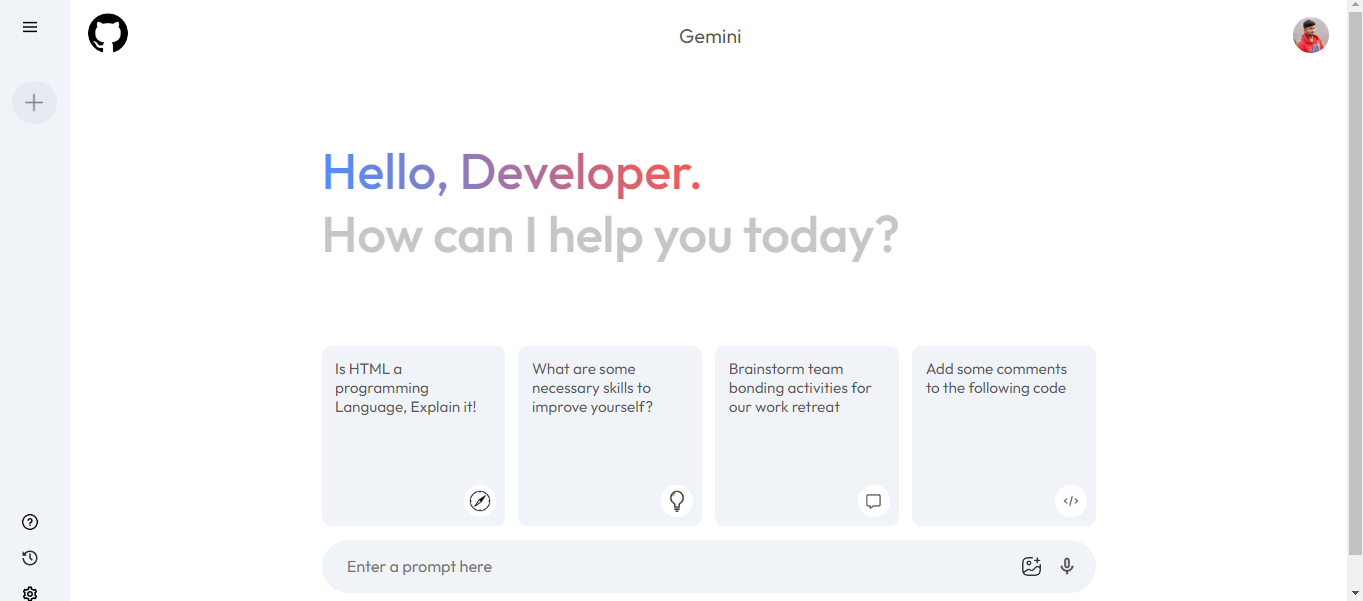 Gemini
Hello, Developer.
How can I help you today?
Is HTML a
programming
Language, Explain it!
What are some
necessary skills to
improve yourself?
Brainstorm team
bonding activities for
our work retreat
Add some comments
to the following code
Enter a prompt here